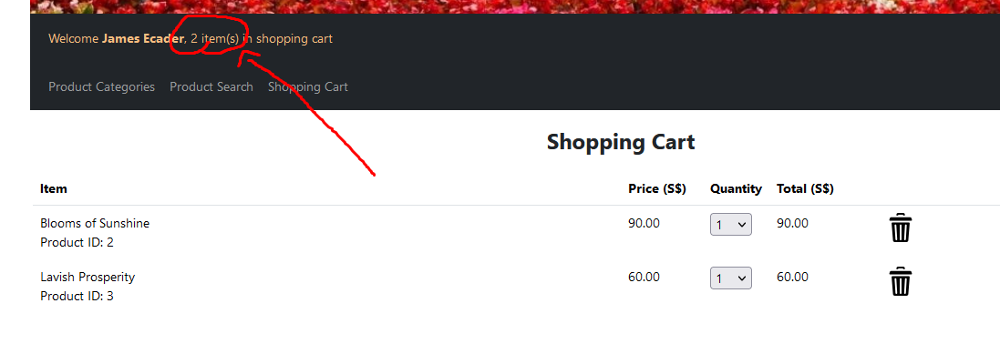 Welcome James Ecader, 2 item(s) in shopping cart
Product Categories Product Search Shopping Cart
Shopping Cart
Item Price (S$) Quantity Total (S$)
Blooms of Sunshine 90.00 1 90.00
Product ID: 2
Lavish Prosperity 60.00 1 60.00
Product ID: 3